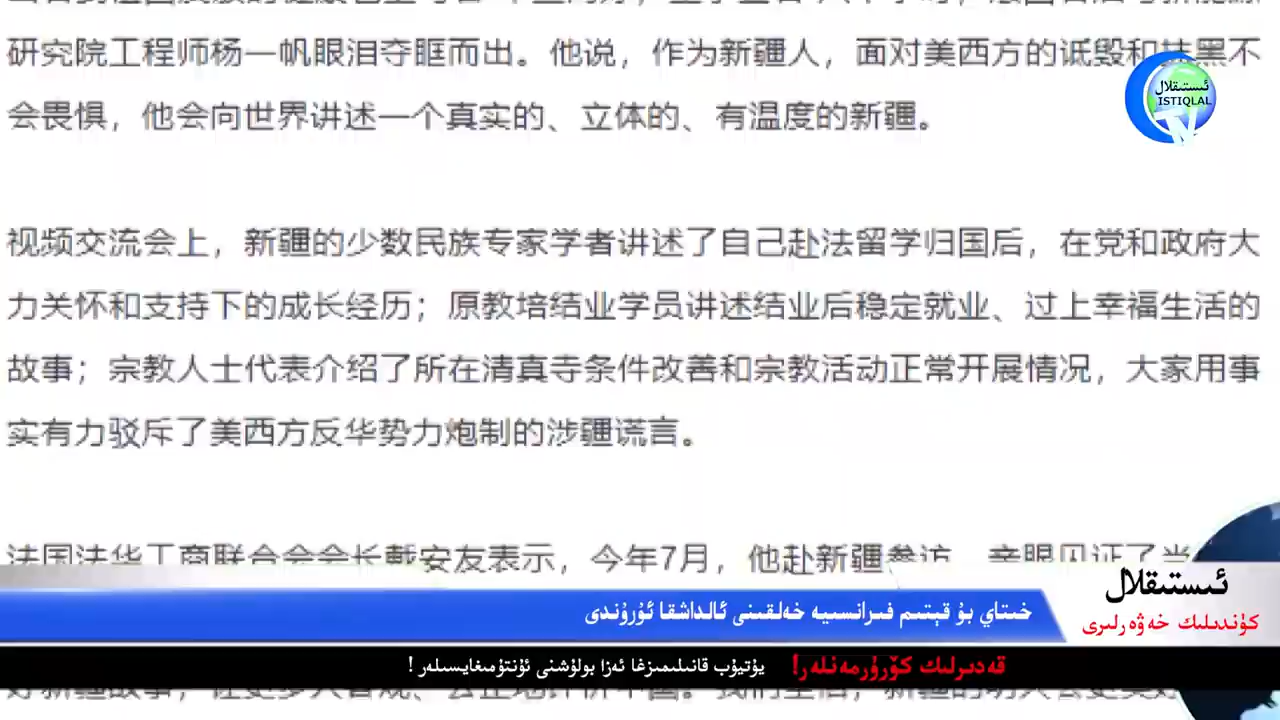 研究院工程师杨一帆眼泪夺眶而出。他说，作为新疆人，面对美西方的诋毁和抹黑不
会畏惧，他会向世界讲述一个真实的、立体的、有温度的新疆。
ئىستىقلال
ISTIQLAL
TV
视频交流会上，新疆的少数民族专家学者讲述了自己赴法留学归国后，在党和政府大
力关怀和支持下的成长经历；原教培结业学员讲述结业后稳定就业、过上幸福生活的
故事；宗教人士代表介绍了所在清真寺条件改善和宗教活动正常开展情况，大家用事
实有力驳斥了美西方反华势力炮制的涉疆谎言。
法国法华工商联合会会长戴安友表示，今年7月，他赴新疆参访，亲眼见证了当
ئىستىقلال
كۈندىلىك خەۋەرلىرى
خىتاي بۇ قېتىم فىرانسىيە خەلقىنى ئالداشقا ئۇرۇندى
قەدىرلىك كۆرۈرمەنلەر! يۇتيۇب قانىلىمىزغا ئەزا بولۇشنى ئۇنتۇمىغايسىلەر !